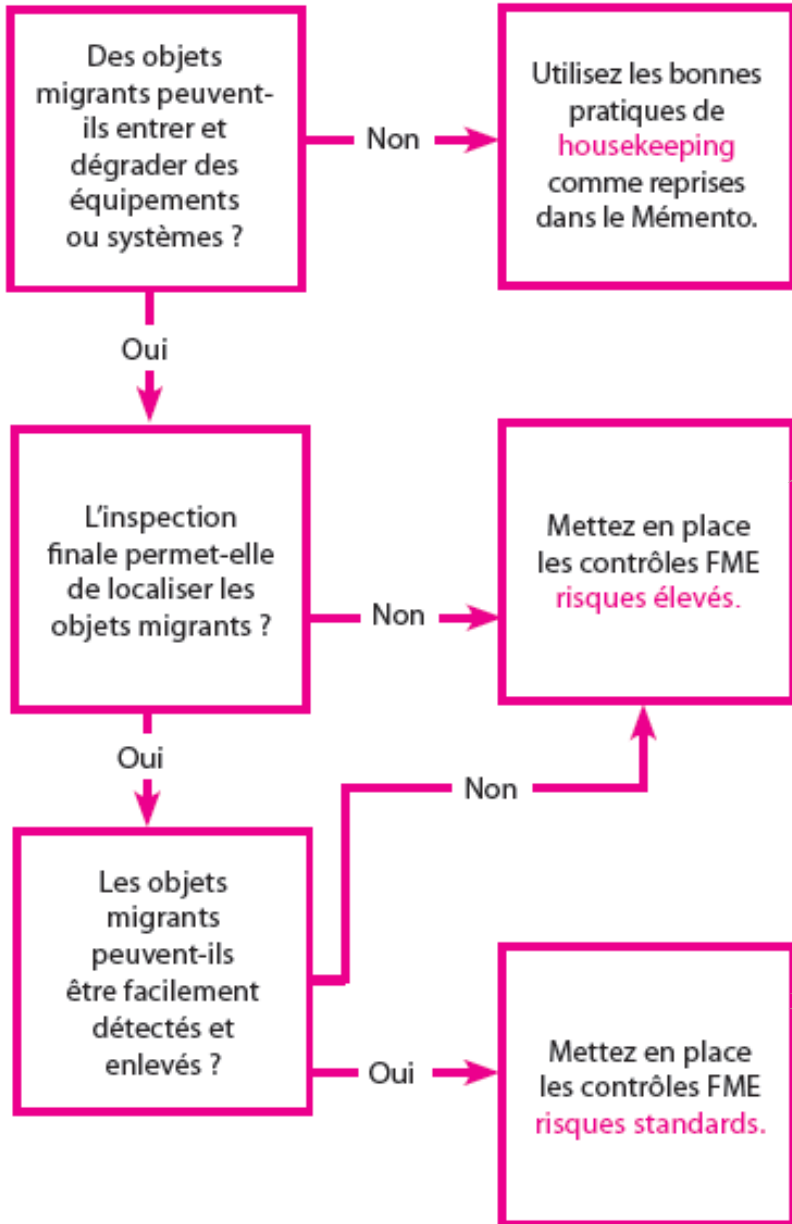 Des objets
migrants peuvent-
ils entrer et
dégrader des
équipements
ou systèmes ?
Non
Utilisez les bonnes
pratiques de
housekeeping
comme reprises
dans le Mémento.
Oui
L'inspection
finale permet-elle
de localiser les
objets migrants ?
Non
Mettez en place
les contrôles FME
risques élevés.
Oui
Non
Les objets
migrants
peuvent-ils
être facilement
détectés et
enlevés ?
Oui
Mettez en place
les contrôles FME
risques standards.